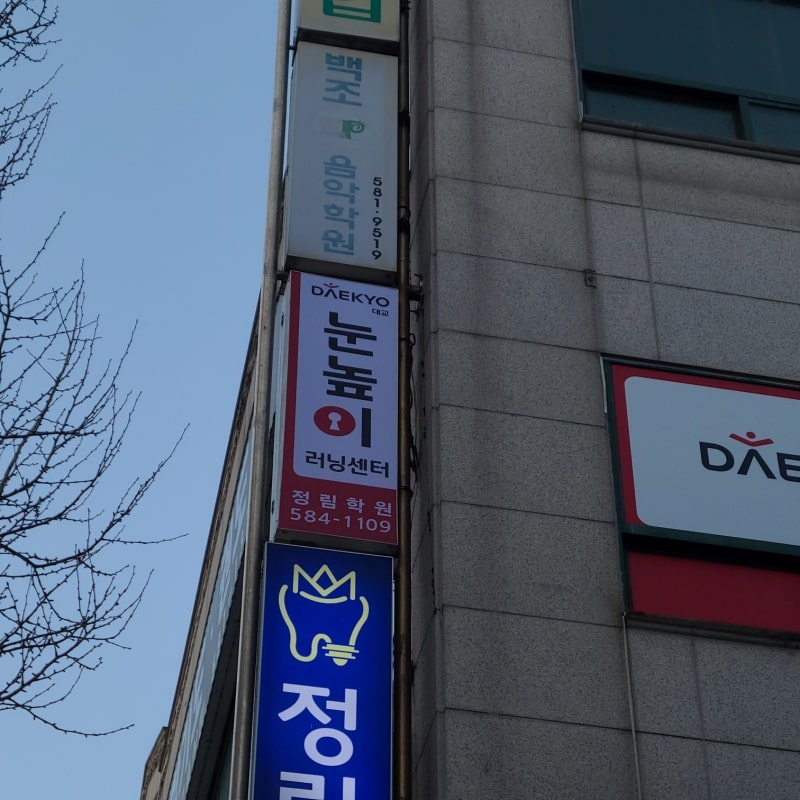 백조
음악학원
581·9519
DAEKYO
대교
눈높이
러닝센터
정림학원
584-1109
DAE
정